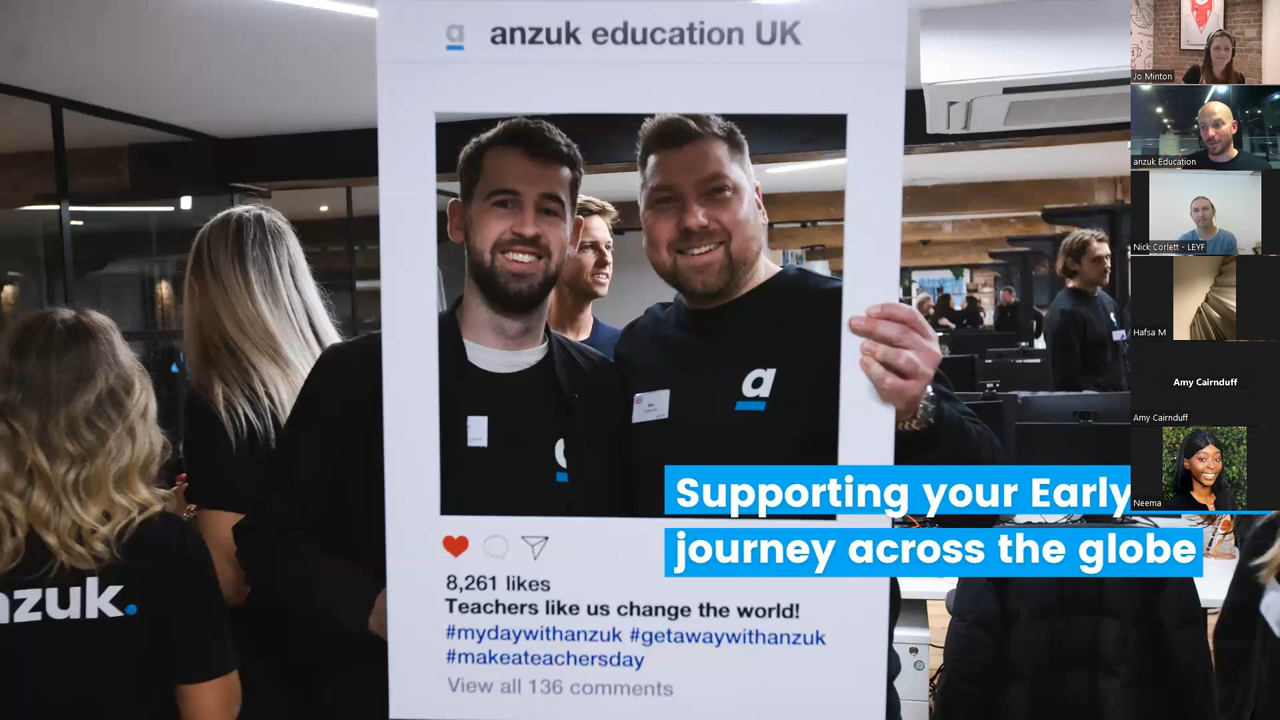 a anzuk education UK
a
8,261 likes
Teachers like us change the world!
#mydaywithanzuk #getawaywithanzuk
#makeateachersday
View all 136 comments
nzuk.
Supporting your Early
journey across the globe
Jo Minton
anzuk Education
Nick Corlett - LEYF
Hafsa M
Amy Cairnduff
Amy Cairnduff
Neema